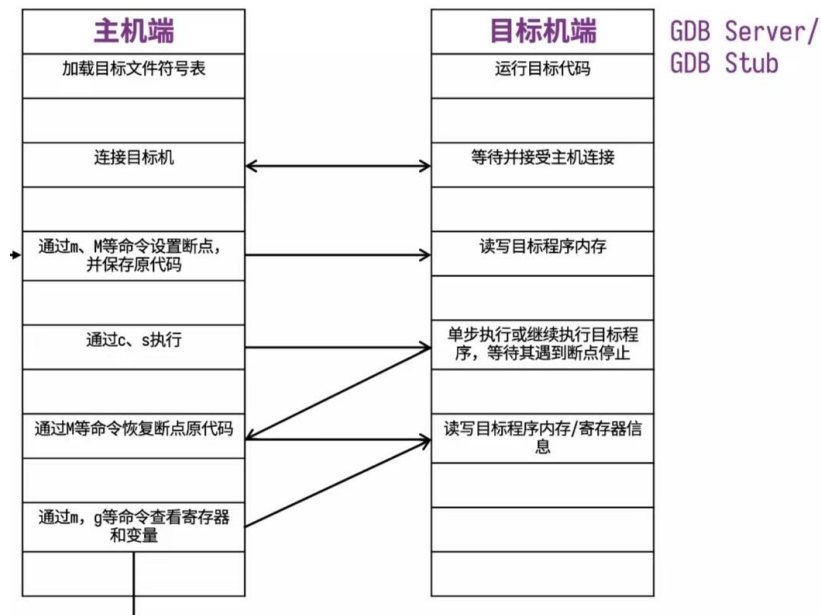 主机端
目标机端
GDB Server/
GDB Stub
加载目标文件符号表
运行目标代码
连接目标机
等待并接受主机连接
通过m、M等命令设置断点，
并保存原代码
读写目标程序内存
通过c、s执行
单步执行或继续执行目标程
序，等待其遇到断点停止
通过M等命令恢复断点原代码
读写目标程序内存/寄存器信
息
通过m，g等命令查看寄存器
和变量